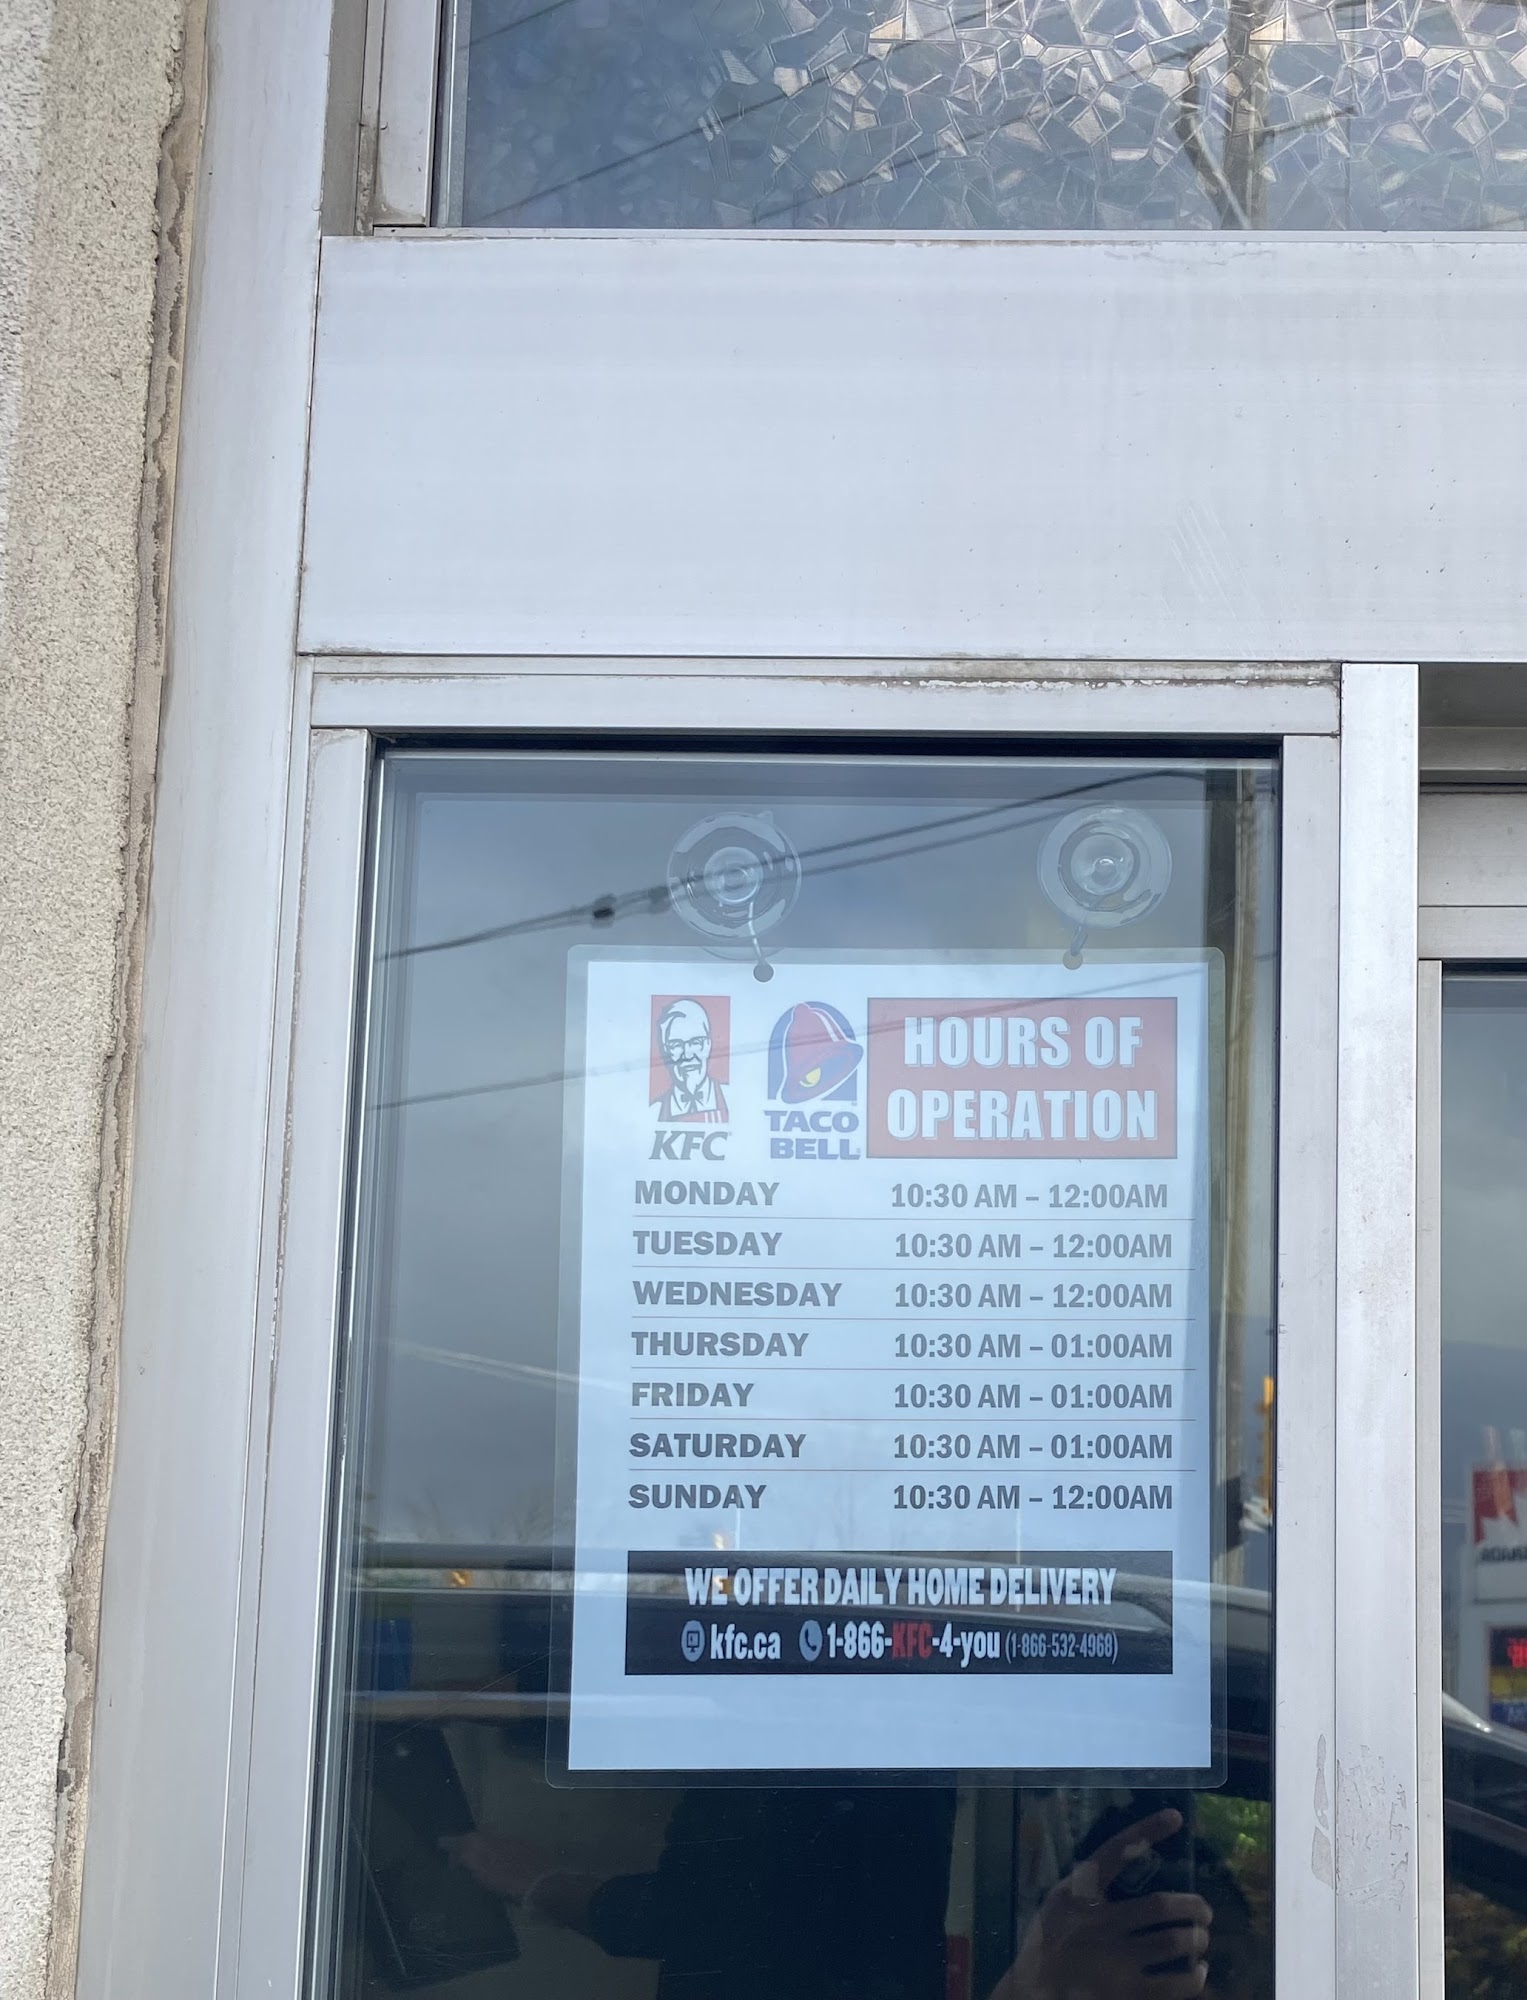 KFC
TACO
BELL
HOURS OF
OPERATION
MONDAY 10:30 AM – 12:00AM
TUESDAY 10:30 AM – 12:00AM
WEDNESDAY 10:30 AM – 12:00AM
THURSDAY 10:30 AM – 01:00AM
FRIDAY 10:30 AM – 01:00AM
SATURDAY 10:30 AM – 01:00AM
SUNDAY 10:30 AM – 12:00AM
WE OFFER DAILY HOME DELIVERY
kfc.ca 1-866-KFC-4-you (1-866-532-4968)